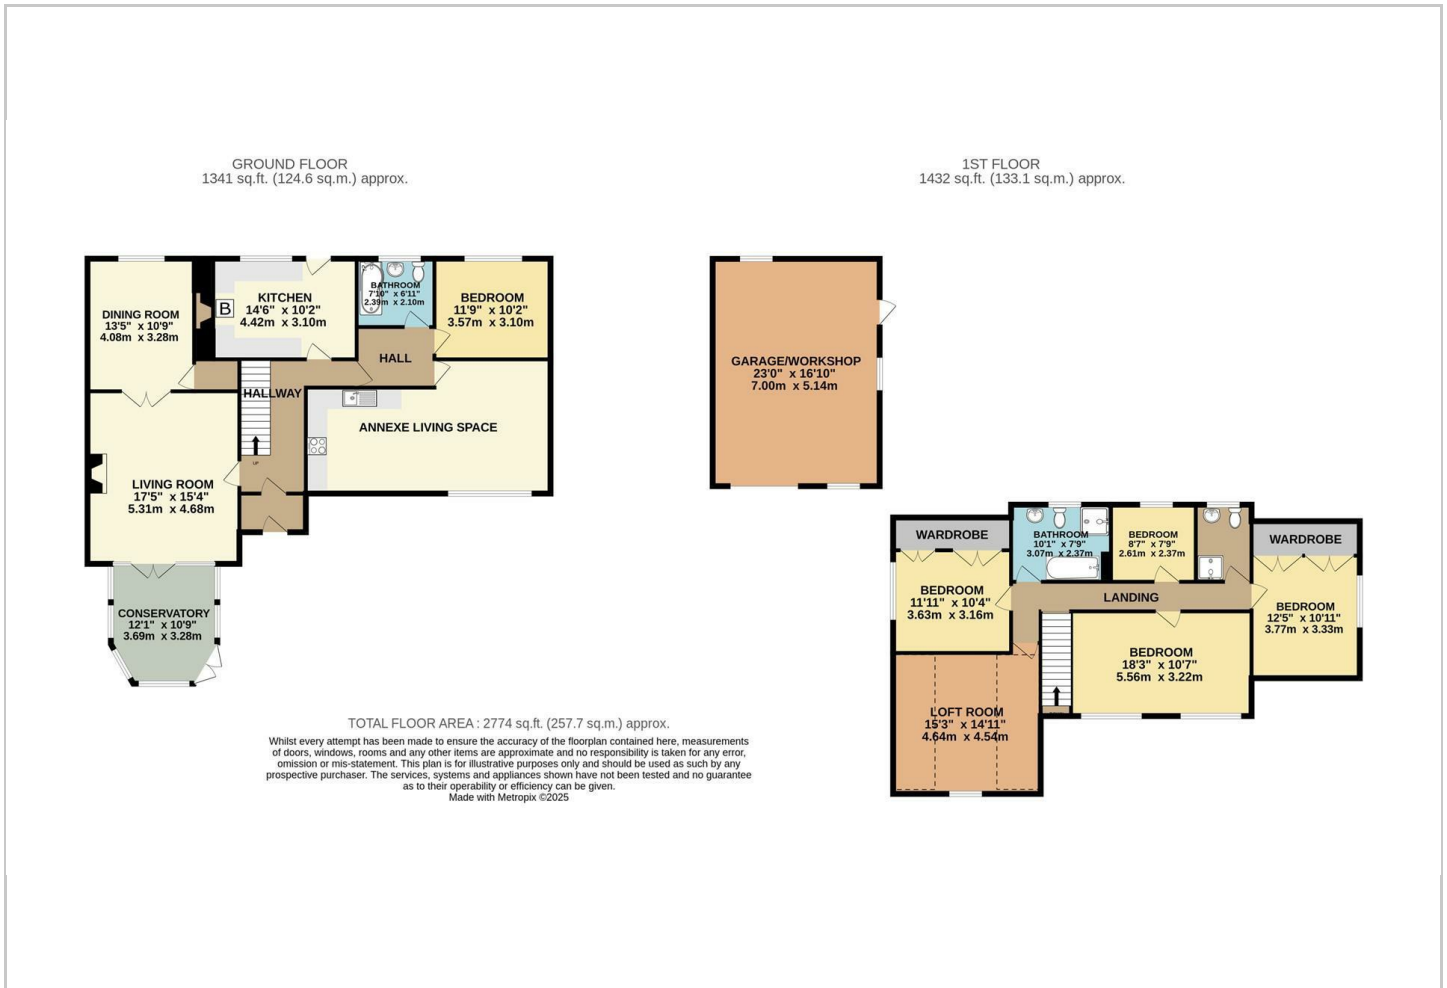 GROUND FLOOR
1341 sq.ft. (124.6 sq.m.) approx.
DINING ROOM
13'5" x 10'9"
4.08m x 3.28m
B
KITCHEN
14'6" x 10'2"
4.42m x 3.10m
BATHROOM
7'10" x 6'11"
2.39m x 2.10m
BEDROOM
11'9" x 10'2"
3.57m x 3.10m
HALL
HALLWAY
UP
ANNEXE LIVING SPACE
LIVING ROOM
17'5" x 15'4"
5.31m x 4.68m
CONSERVATORY
12'1" x 10'9"
3.69m x 3.28m
1ST FLOOR
1432 sq.ft. (133.1 sq.m.) approx.
GARAGE/WORKSHOP
23'0" x 16'10"
7.00m x 5.14m
WARDROBE
BEDROOM
11'11" x 10'4"
3.63m x 3.16m
BATHROOM
10'1" x 7'9"
3.07m x 2.37m
BEDROOM
8'7" x 7'9"
2.61m x 2.37m
WARDROBE
BEDROOM
12'5" x 10'11"
3.77m x 3.33m
LANDING
BEDROOM
18'3" x 10'7"
5.56m x 3.22m
LOFT ROOM
15'3" x 14'11"
4.64m x 4.54m
TOTAL FLOOR AREA : 2774 sq.ft. (257.7 sq.m.) approx.
Whilst every attempt has been made to ensure the accuracy of the floorplan contained here, measurements
of doors, windows, rooms and any other items are approximate and no responsibility is taken for any error,
omission or mis-statement. This plan is for illustrative purposes only and should be used as such by any
prospective purchaser. The services, systems and appliances shown have not been tested and no guarantee
as to their operability or efficiency can be given.
Made with Metropix ©2025